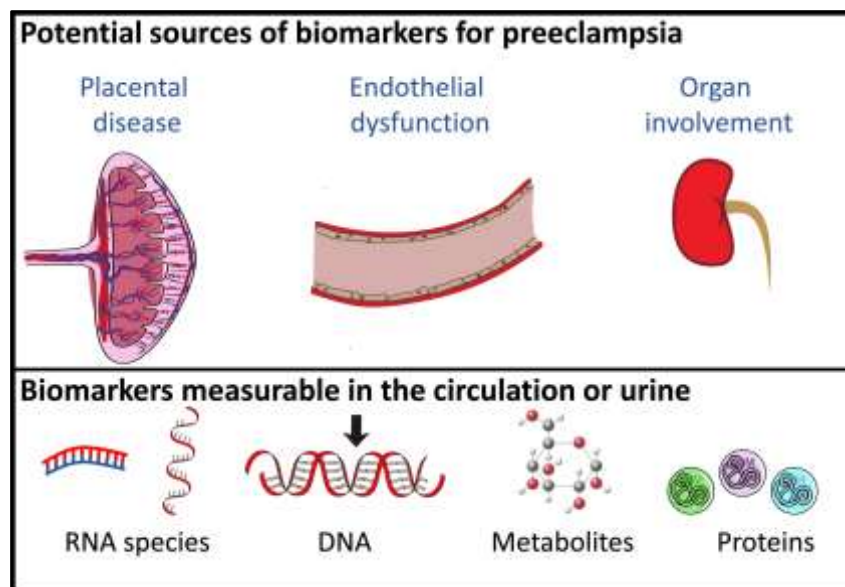 Potential sources of biomarkers for preeclampsia
Placental
disease
Endothelial
dysfunction
Organ
involvement
Biomarkers measurable in the circulation or urine
RNA species
DNA
Metabolites
Proteins